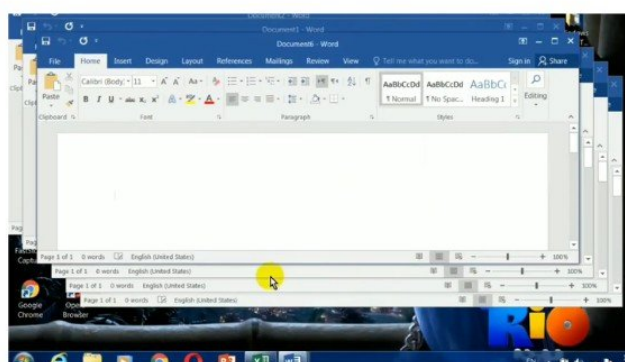 Document2 - Word
Document1 - Word
Document6 - Word
File Home Insert Design Layout References Mailings Review View Tell me what you want to do... Sign in Share
Calibri (Body) 11 A A Aa
AaBbCcDd AaBbCcDd AaBbCc
Paste
B I U abc X₂ X² A A
¶ Normal ¶ No Spac... Heading 1
Editing
Clipboard Font Paragraph Styles
Page 1 of 1 0 words English (United States) 100%
Page 1 of 1 0 words English (United States) 100%
Page 1 of 1 0 words English (United States) 100%
Page 1 of 1 0 words English (United States) 100%
Google Chrome
Browser
RiO